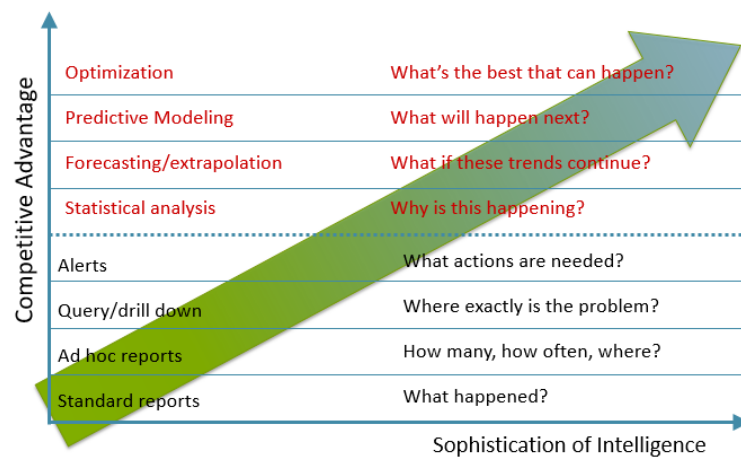 Competitive Advantage
Optimization What's the best that can happen?
Predictive Modeling What will happen next?
Forecasting/extrapolation What if these trends continue?
Statistical analysis Why is this happening?
Alerts What actions are needed?
Query/drill down Where exactly is the problem?
Ad hoc reports How many, how often, where?
Standard reports What happened?
Sophistication of Intelligence